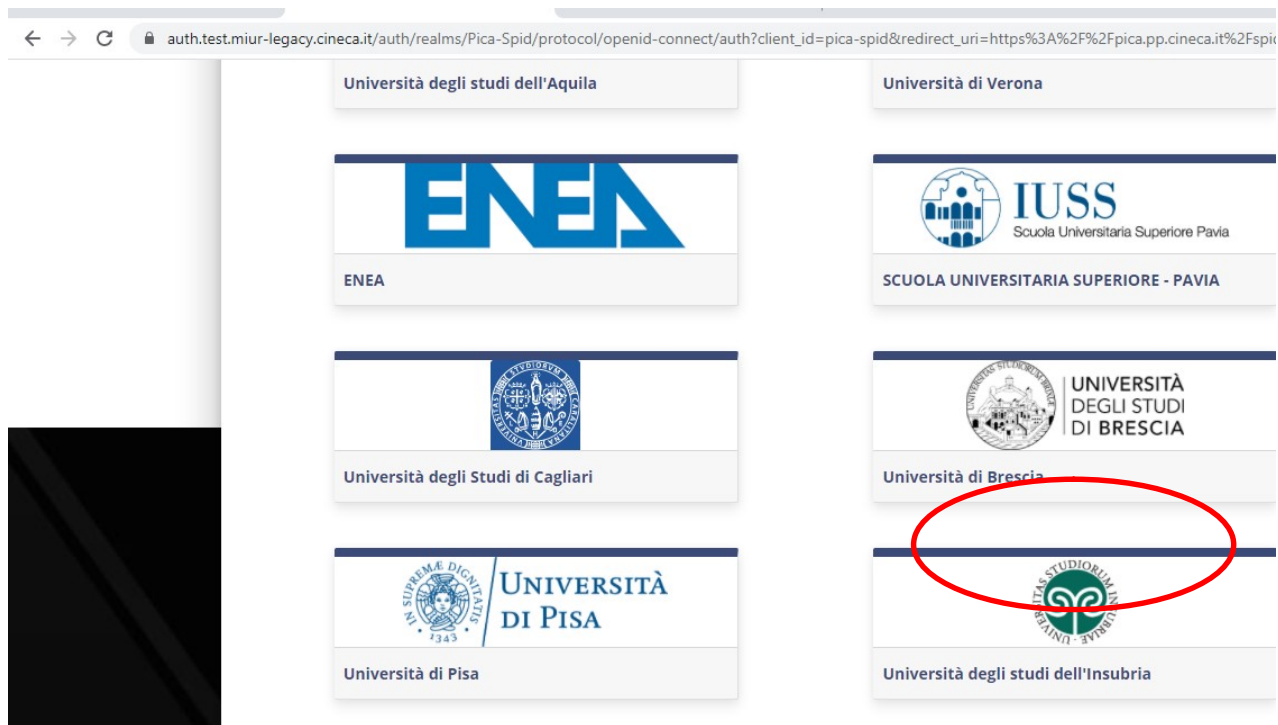 auth.test.miur-legacy.cineca.it/auth/realms/Pica-Spid/protocol/openid-connect/auth?client_id=pica-spid&redirect_uri=https%3A%2F%2Fpica.pp.cineca.it%2Fspid
Università degli studi dell'Aquila
Università di Verona
ENEA
IUSS
Scuola Universitaria Superiore Pavia
ENEA
SCUOLA UNIVERSITARIA SUPERIORE - PAVIA
UNIVERSITÀ
DEGLI STUDI
DI BRESCIA
Università degli Studi di Cagliari
Università di Brescia
IN SUPREMÆ DIGNITATIS
1343
UNIVERSITÀ
DI PISA
UNIVERSITAS STUDIORUM INSUBRIAE
Università di Pisa
Università degli studi dell'Insubria